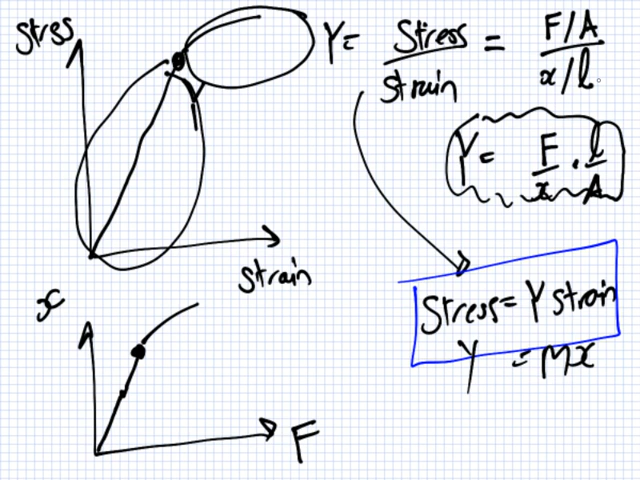 stress
Y = Stress / Strain = F/A / x/l
Y = F/x . l/A
strain
Stress = Y strain
Y = mx
x
F